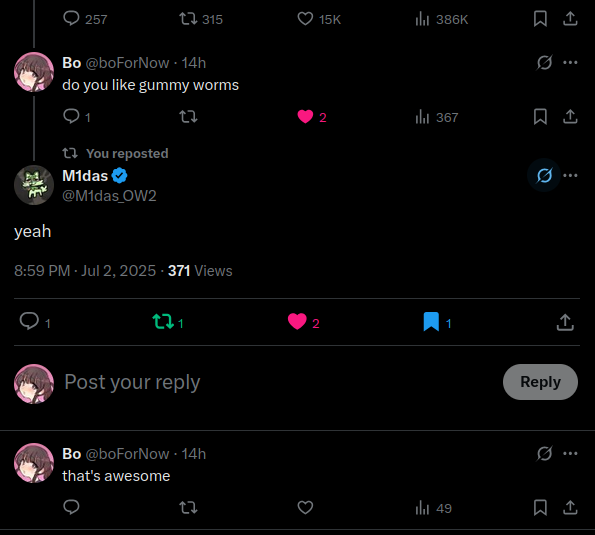 257 315 15K 386K
Bo @boForNow · 14h
do you like gummy worms
1 2 367
You reposted
M1das
@M1das_OW2
yeah
8:59 PM · Jul 2, 2025 · 371 Views
1 1 2 1
Post your reply Reply
Bo @boForNow · 14h
that's awesome
49